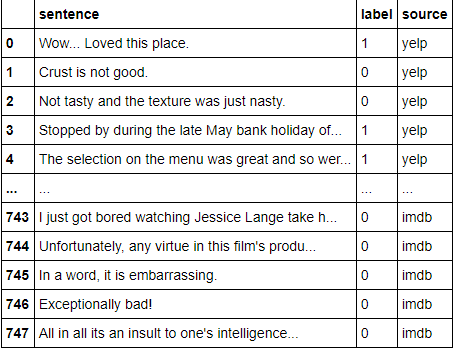 sentence label source
0 Wow... Loved this place. 1 yelp
1 Crust is not good. 0 yelp
2 Not tasty and the texture was just nasty. 0 yelp
3 Stopped by during the late May bank holiday of... 1 yelp
4 The selection on the menu was great and so wer... 1 yelp
... ... ... ...
743 I just got bored watching Jessice Lange take h... 0 imdb
744 Unfortunately, any virtue in this film's produ... 0 imdb
745 In a word, it is embarrassing. 0 imdb
746 Exceptionally bad! 0 imdb
747 All in all its an insult to one's intelligence... 0 imdb